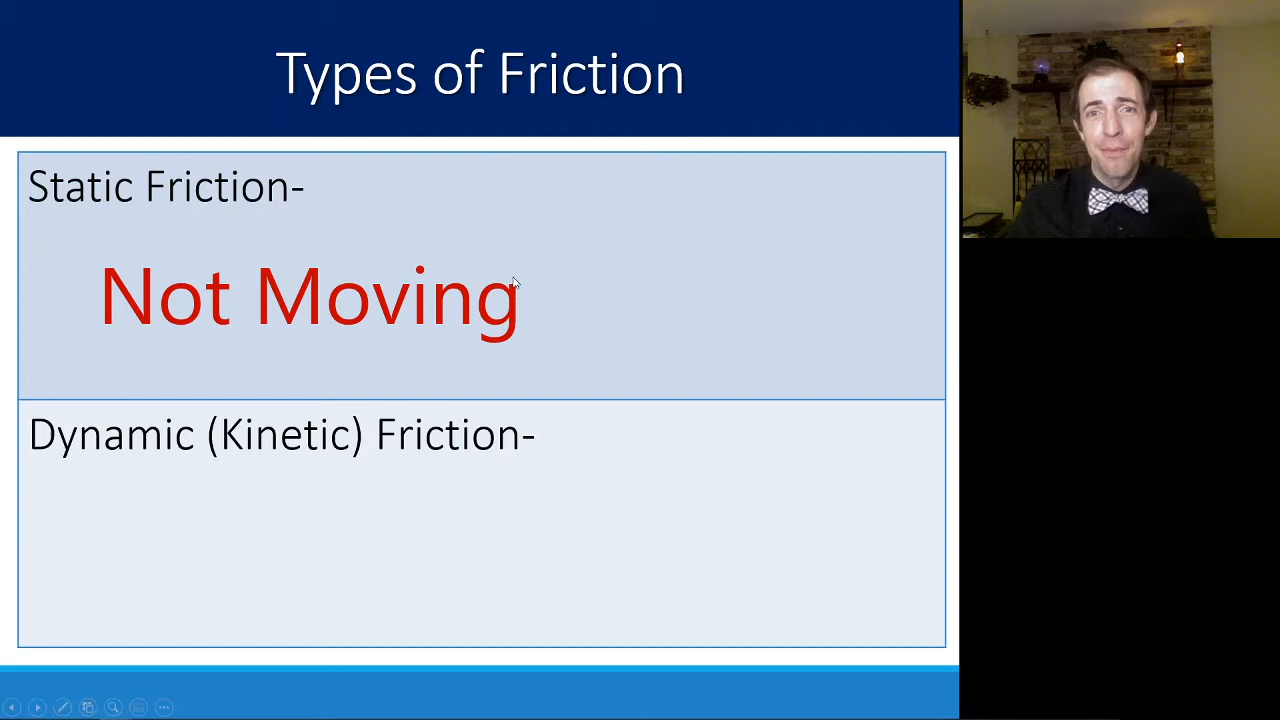 Types of Friction
Static Friction-
Not Moving
Dynamic (Kinetic) Friction-